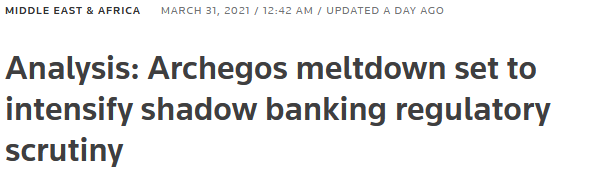 MIDDLE EAST & AFRICA MARCH 31, 2021 / 12:42 AM / UPDATED A DAY AGO
Analysis: Archegos meltdown set to
intensify shadow banking regulatory
scrutiny